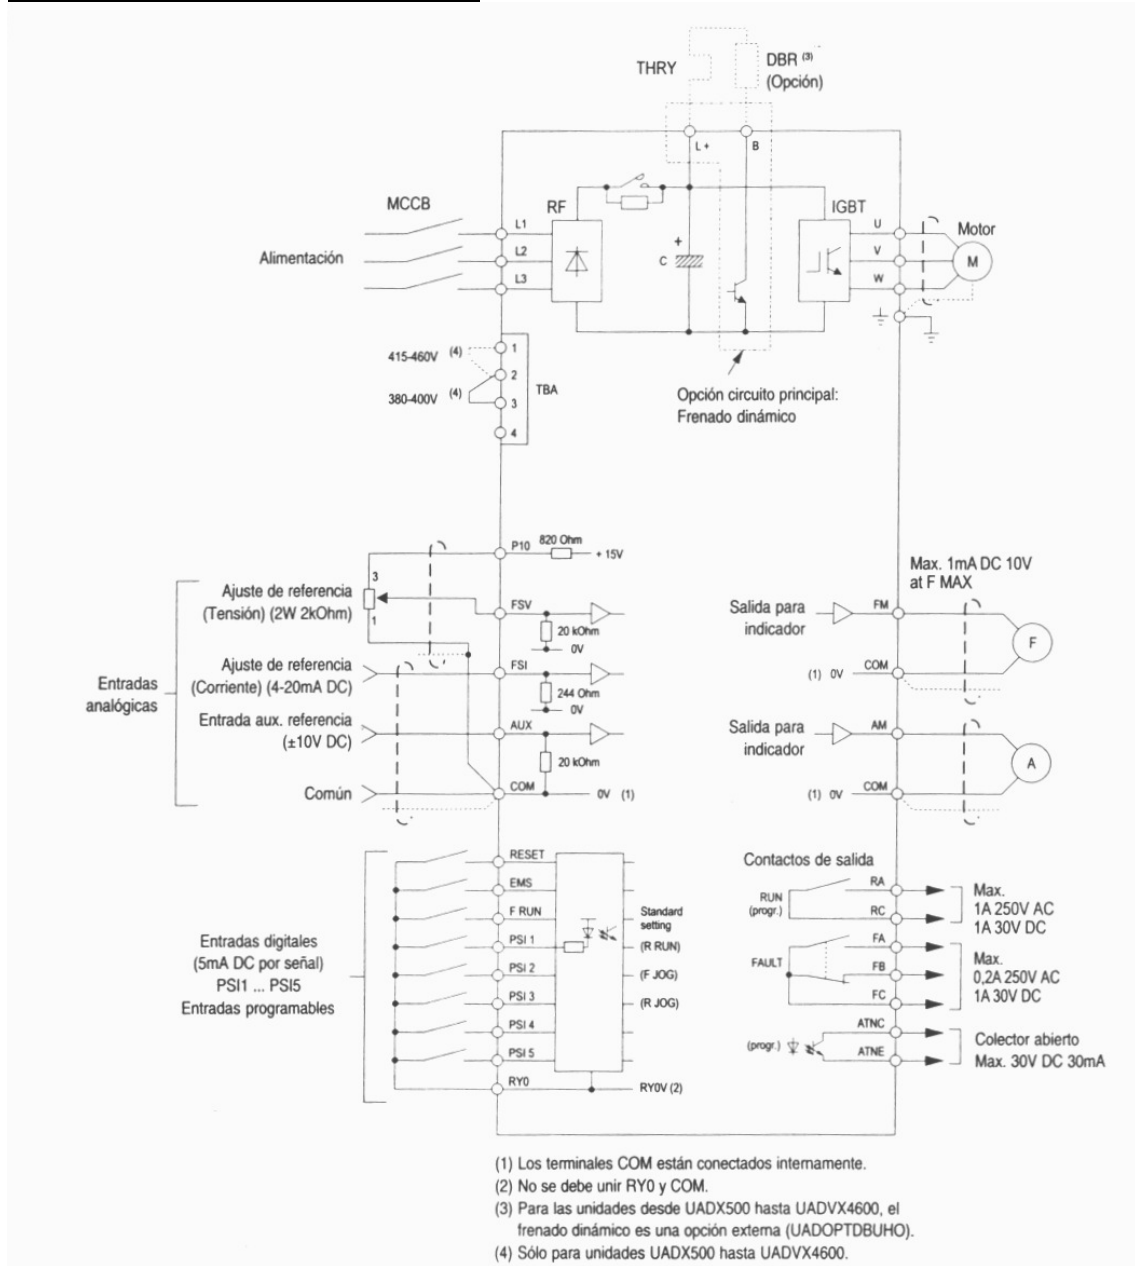 THRY
DBR (3)
(Opción)
L +
B
MCCB
RF
IGBT
L1
U
Motor
Alimentación
L2
+
C
V
M
L3
W
415-460V (4)
1
2
TBA
380-400V (4)
3
4
Opción circuito principal:
Frenado dinámico
P10
820 Ohm
+ 15V
Max. 1mA DC 10V
at F MAX
3
Ajuste de referencia
(Tensión) (2W 2kOhm)
1
FSV
20 kOhm
0V
Salida para
indicador
FM
F
Ajuste de referencia
(Corriente) (4-20mA DC)
FSI
244 Ohm
0V
(1) 0V
COM
Entradas
analógicas
Entrada aux. referencia
(±10V DC)
AUX
20 kOhm
Salida para
indicador
AM
A
Común
COM
0V (1)
(1) 0V
COM
Contactos de salida
RESET
EMS
F RUN
PSI 1
PSI 2
PSI 3
PSI 4
PSI 5
RY0
Standard
setting
(R RUN)
(F JOG)
(R JOG)
RY0V (2)
Entradas digitales
(5mA DC por señal)
PSI1 ... PSI5
Entradas programables
RUN
(progr.)
RA
RC
Max.
1A 250V AC
1A 30V DC
FAULT
FA
FB
FC
Max.
0,2A 250V AC
1A 30V DC
(progr.)
ATNC
ATNE
Colector abierto
Max. 30V DC 30mA
(1) Los terminales COM están conectados internamente.
(2) No se debe unir RY0 y COM.
(3) Para las unidades desde UADX500 hasta UADVX4600, el
frenado dinámico es una opción externa (UADOPTDBUHO).
(4) Sólo para unidades UADX500 hasta UADVX4600.